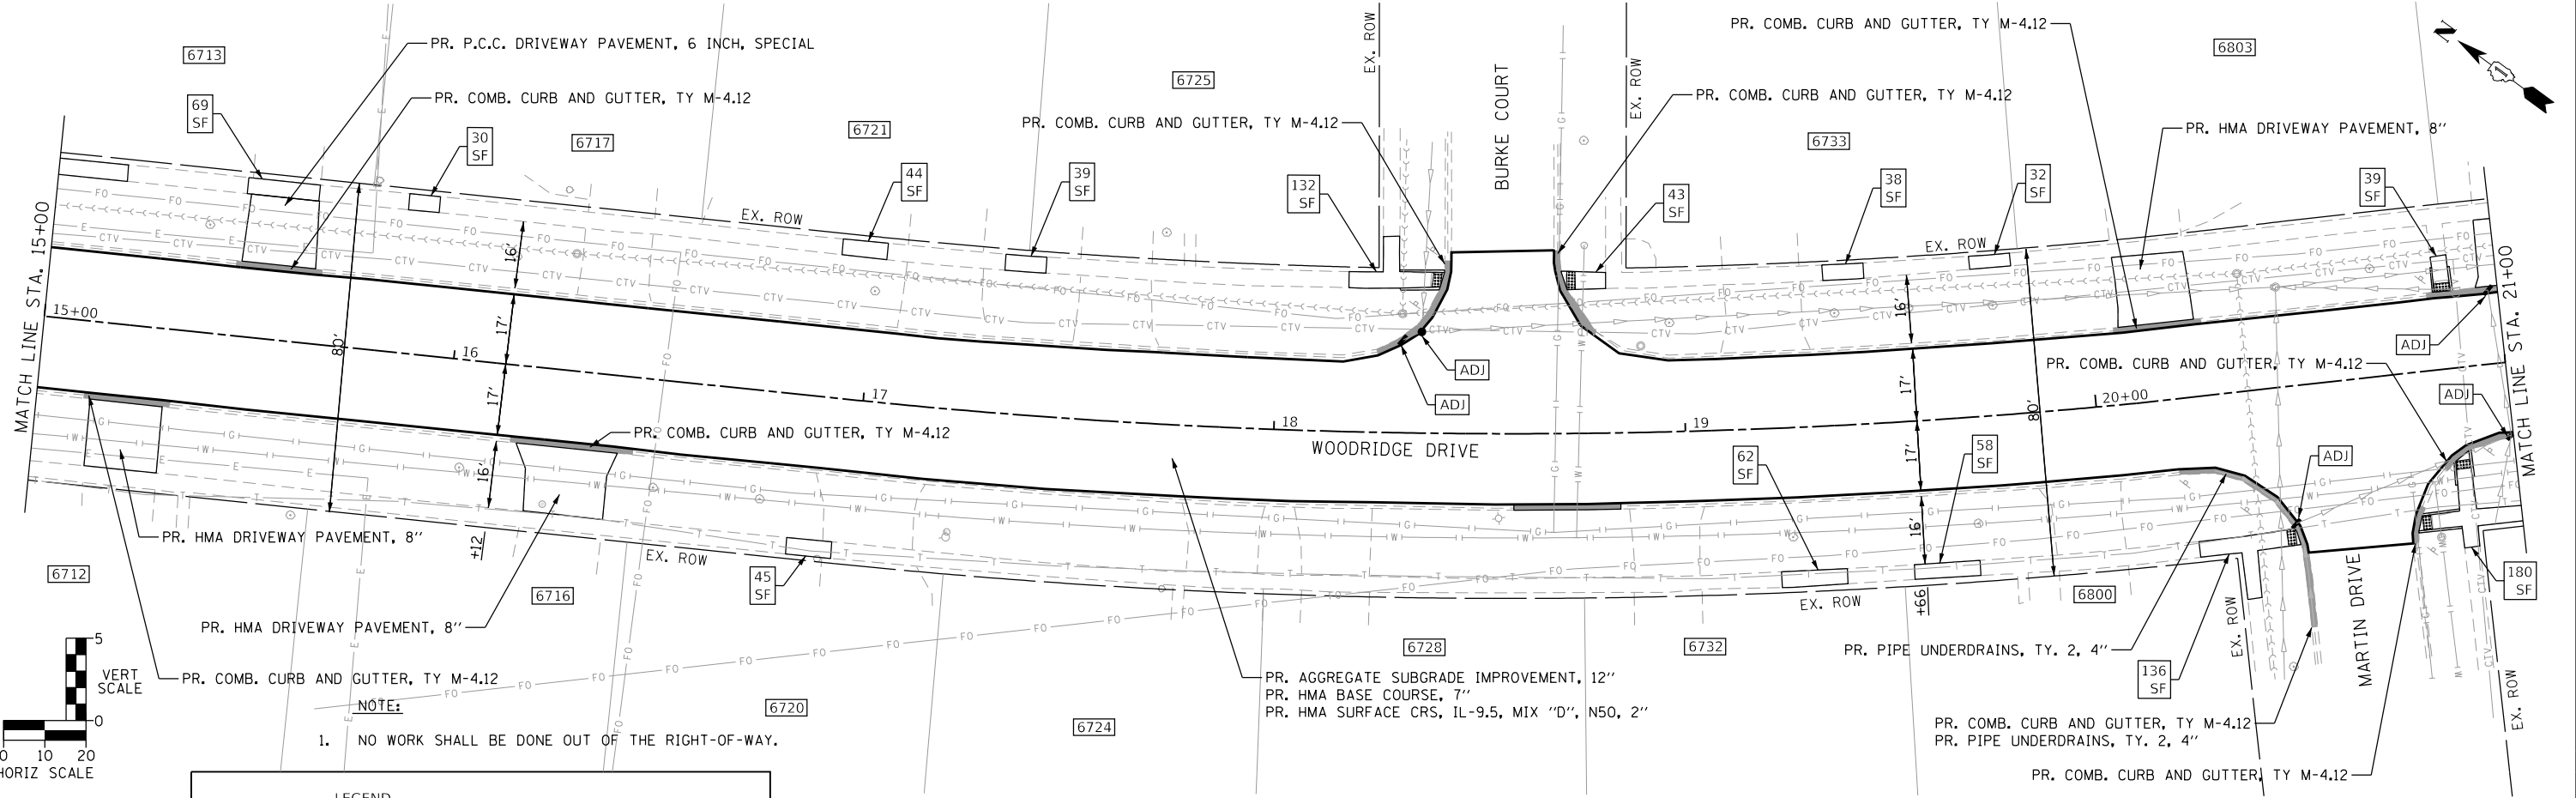 6713
PR. P.C.C. DRIVEWAY PAVEMENT, 6 INCH, SPECIAL
PR. COMB. CURB AND GUTTER, TY M-4.12
69
SF
30
SF
6717
6721
44
SF
39
SF
6725
PR. COMB. CURB AND GUTTER, TY M-4.12
132
SF
EX. ROW
BURKE COURT
EX. ROW
PR. COMB. CURB AND GUTTER, TY M-4.12
PR. COMB. CURB AND GUTTER, TY M-4.12
43
SF
6733
38
SF
32
SF
6803
PR. HMA DRIVEWAY PAVEMENT, 8"
39
SF
N
EX. ROW
EX. ROW
MATCH LINE STA. 15+00
15+00
80'
16'
17'
17'
16'
16
17
18
19
20+00
16'
17'
17'
16'
80'
ADJ
ADJ
ADJ
ADJ
ADJ
PR. COMB. CURB AND GUTTER, TY M-4.12
MATCH LINE STA. 21+00
PR. COMB. CURB AND GUTTER, TY M-4.12
WOODRIDGE DRIVE
62
SF
58
SF
PR. HMA DRIVEWAY PAVEMENT, 8"
+12
EX. ROW
45
SF
6712
6716
PR. HMA DRIVEWAY PAVEMENT, 8"
PR. COMB. CURB AND GUTTER, TY M-4.12
5
0
VERT
SCALE
0 10 20
HORIZ SCALE
NOTE:
1. NO WORK SHALL BE DONE OUT OF THE RIGHT-OF-WAY.
LEGEND
6720
6724
6728
6732
PR. AGGREGATE SUBGRADE IMPROVEMENT, 12"
PR. HMA BASE COURSE, 7"
PR. HMA SURFACE CRS, IL-9.5, MIX "D", N50, 2"
+66
EX. ROW
6800
PR. PIPE UNDERDRAINS, TY. 2, 4"
136
SF
EX. ROW
MARTIN DRIVE
180
SF
EX. ROW
PR. COMB. CURB AND GUTTER, TY M-4.12
PR. PIPE UNDERDRAINS, TY. 2, 4"
PR. COMB. CURB AND GUTTER, TY M-4.12